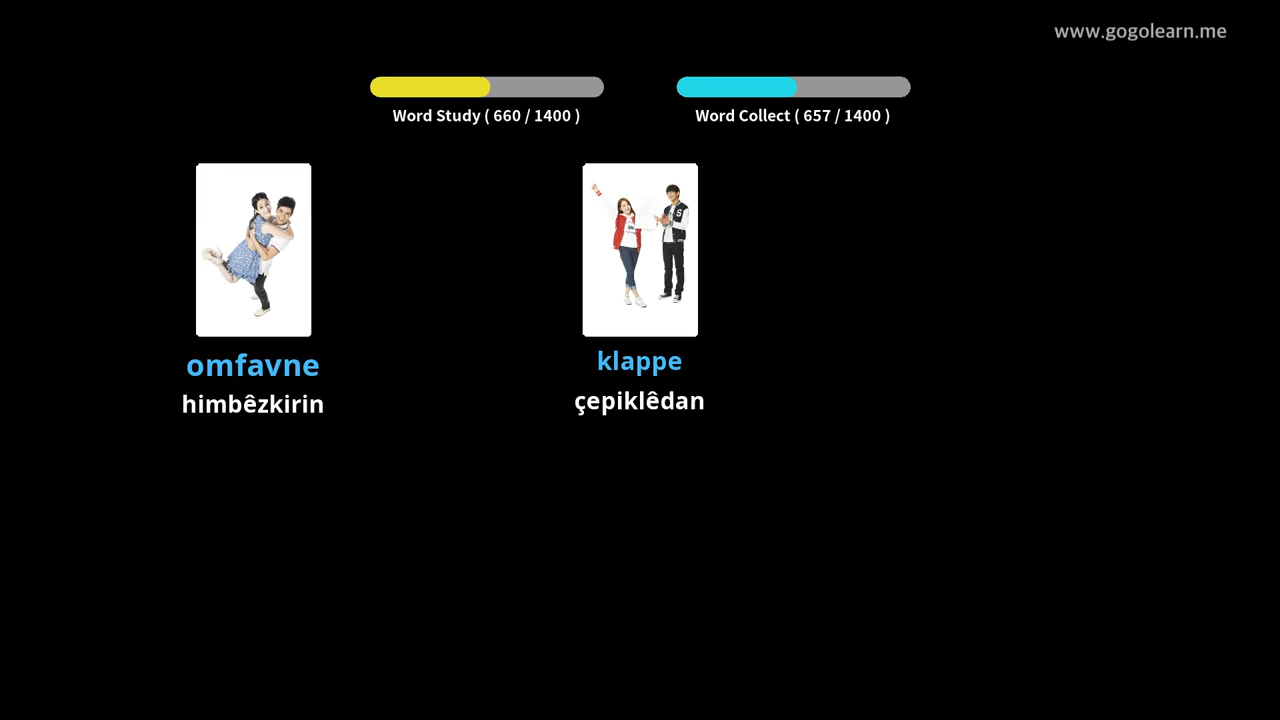 www.gogolearn.me
Word Study ( 660 / 1400 )
Word Collect ( 657 / 1400 )
omfavne
himbêzkirin
klappe
çepiklêdan